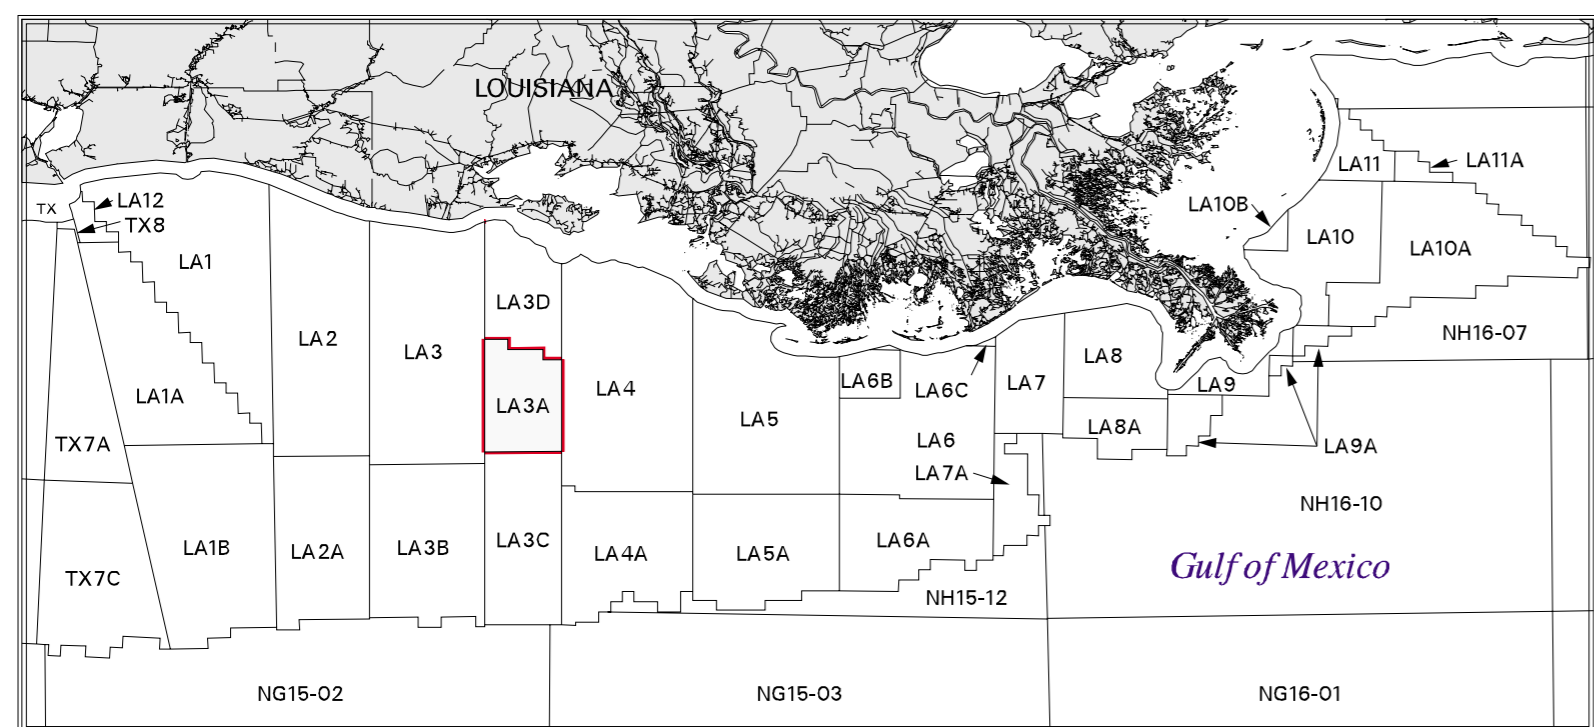 LOUISIANA
LA11
LA11A
TX
LA12
TX8
LA10B
LA1
LA10
LA10A
LA3D
LA2
LA3
NH16-07
LA8
LA4
LA6B
LA6C
LA7
LA9
LA1A
LA3A
LA5
LA8A
TX7A
LA6
LA9A
LA7A
NH16-10
LA1B
LA2A
LA3B
LA3C
LA4A
LA5A
LA6A
Gulf of Mexico
TX7C
NH15-12
NG15-02
NG15-03
NG16-01